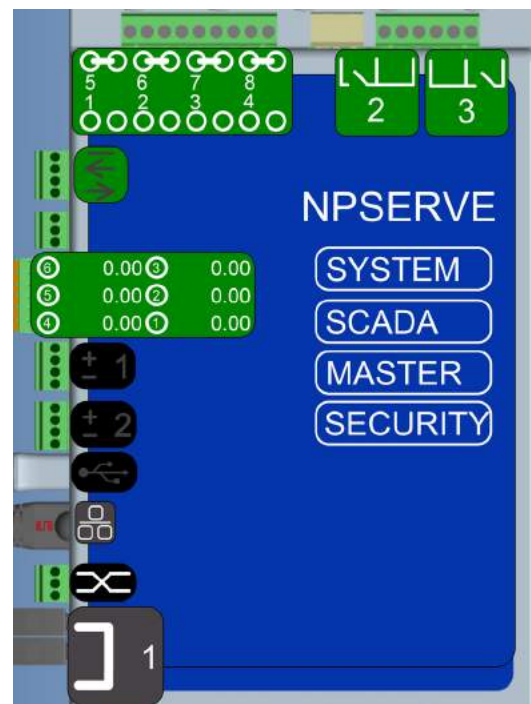 5 6 7 8
1 2 3 4
2 3
NPSERVE
⑥ 0.00 ③ 0.00
⑤ 0.00 ② 0.00
④ 0.00 ① 0.00
SYSTEM
SCADA
MASTER
SECURITY
± 1
± 2
1